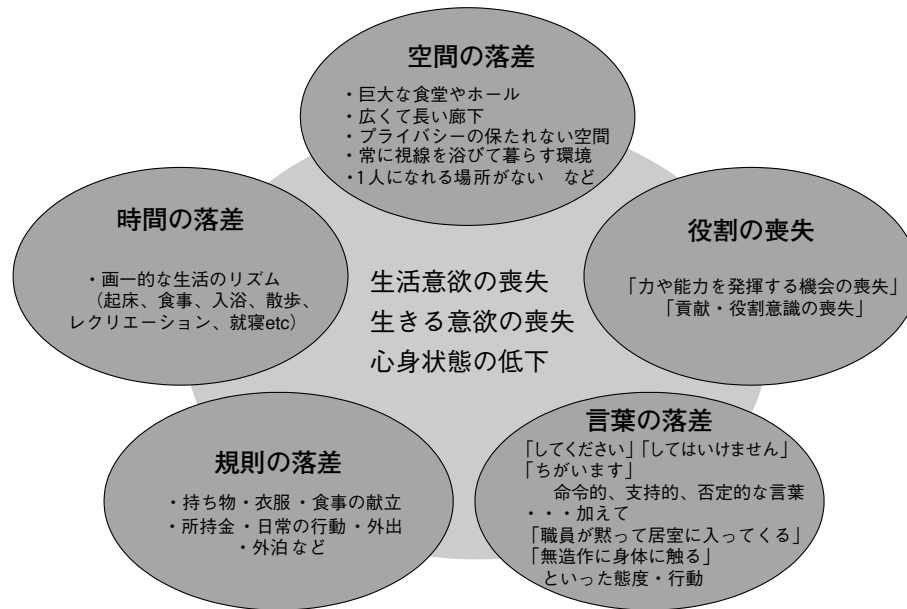 空間の落差
・巨大な食堂やホール
・広くて長い廊下
・プライバシーの保たれない空間
・常に視線を浴びて暮らす環境
・1人になれる場所がない　など
時間の落差
・画一的な生活のリズム
（起床、食事、入浴、散歩、
レクリエーション、就寝etc）
役割の喪失
「力や能力を発揮する機会の喪失」
「貢献・役割意識の喪失」
生活意欲の喪失
生きる意欲の喪失
心身状態の低下
規則の落差
・持ち物・衣服・食事の献立
・所持金・日常の行動・外出
・外泊など
言葉の落差
「してください」「してはいけません」
「ちがいます」
命令的、支持的、否定的な言葉
・・・加えて
「職員が黙って居室に入ってくる」
「無造作に身体に触る」
といった態度・行動